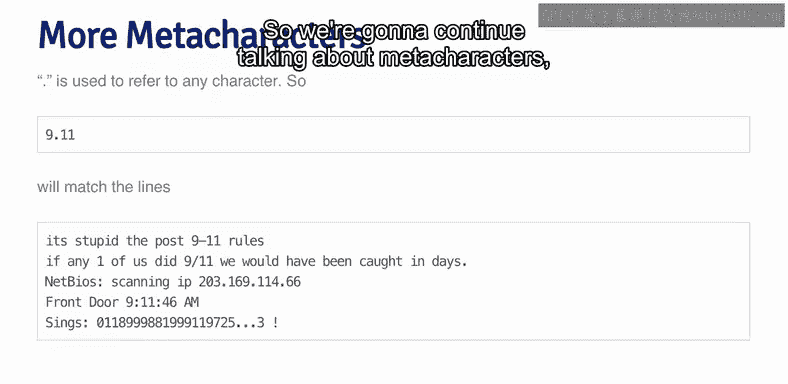 More Metacharacters
So we're gonna continue
talking about metacharacters,
“.” is used to refer to any character. So
9.11
will match the lines
its stupid the post 9–11 rules
if any 1 of us did 9/11 we would have been caught in days.
NetBios: scanning ip 203.169.114.66
Front Door 9:11:46 AM
Sings: 0118999881999119725...3 !